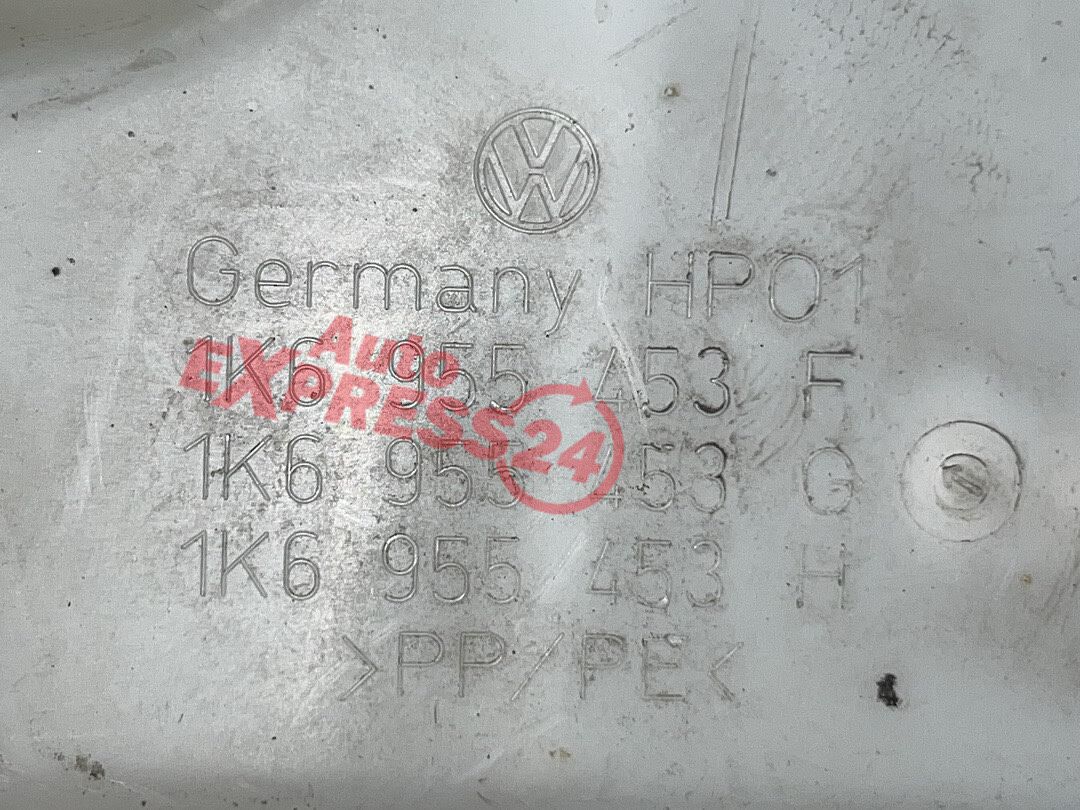 Germany HP01
1K6 955 453 F
Auto
EXPRESS24
1K6 955 453 G
1K6 955 453 H
>PP/PE<